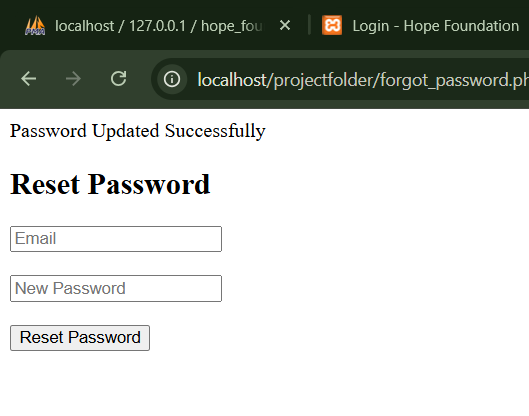 localhost / 127.0.0.1 / hope_fou
Login - Hope Foundation
localhost/projectfolder/forgot_password.ph
Password Updated Successfully
Reset Password
Email
New Password
Reset Password